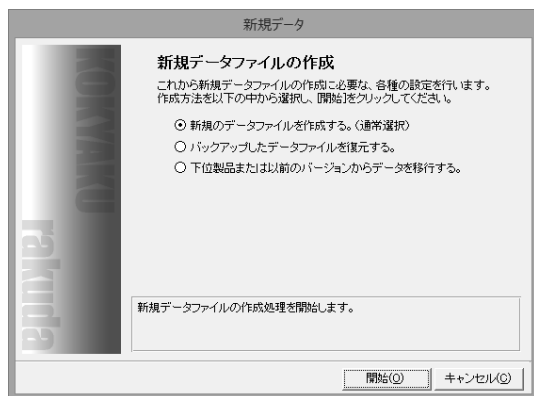 新規データ
KOKYAKU
rakuda
新規データファイルの作成
これから新規データファイルの作成に必要な、各種の設定を行います。
作成方法を以下の中から選択し、[開始]をクリックしてください。
新規のデータファイルを作成する。(通常選択)
バックアップしたデータファイルを復元する。
下位製品または以前のバージョンからデータを移行する。
新規データファイルの作成処理を開始します。
開始(O)
キャンセル(C)